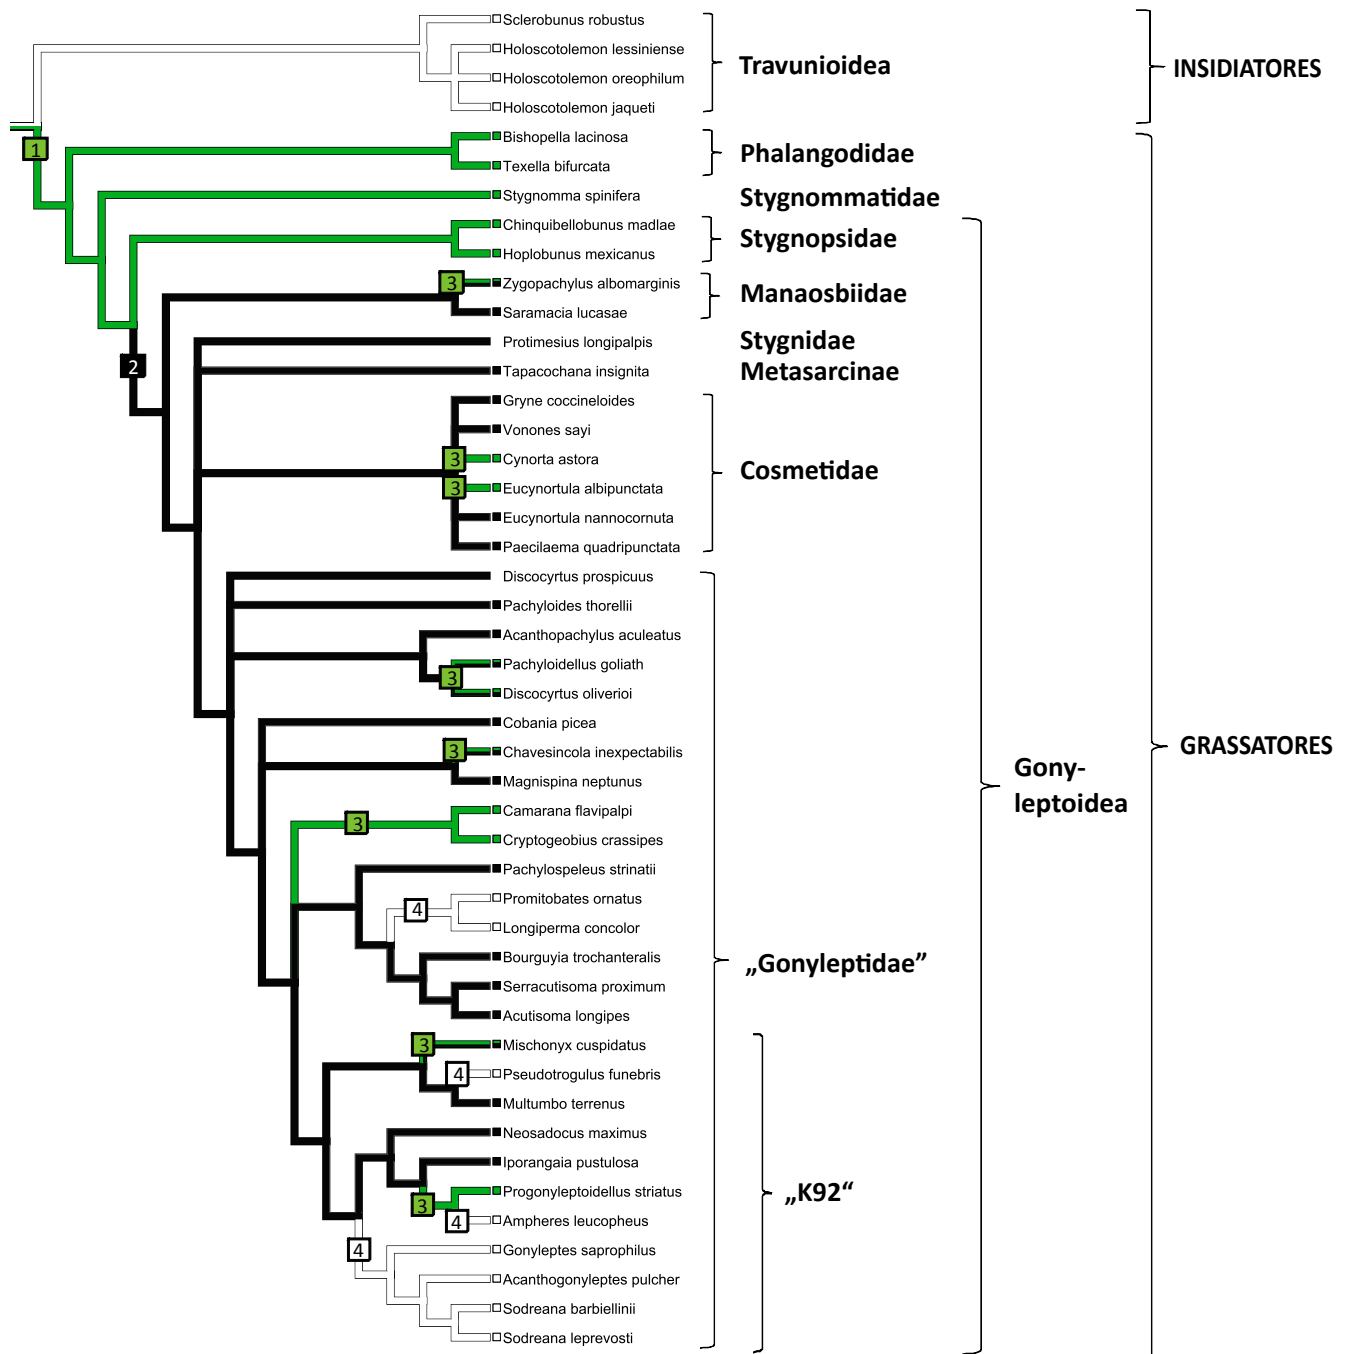 Sclerobunus robustus
Holoscotolemon lessiniense
Holoscotolemon oreophilum
Holoscotolemon jaqueti
Travunioidea
INSIDIATORES
1
Bishopella lacinosa
Texella bifurcata
Phalangodidae
Stygnomma spinifera
Stygnommatidae
Chinquibellobunus madlae
Hoplobunus mexicanus
Stygnopsidae
3
Zygopachylus albomarginis
Saramacia lucasae
Manaosbiidae
Protimesius longipalpis
Stygnidae
2
Tapacochana insignita
Metasarcinae
Gryne coccineloides
Vonones sayi
3
Cynorta astora
3
Eucynortula albipunctata
Eucynortula nannocornuta
Paecilaema quadripunctata
Cosmetidae
Discocyrtus prospicuus
Pachyloides thorellii
Acanthopachylus aculeatus
Pachyloidellus goliath
3
Discocyrtus oliverioi
Cobania picea
3
Chavesincola inexpectabilis
Magnispina neptunus
GRASSATORES
Gony-
leptoidea
Camarana flavipalpi
3
Cryptogeobius crassipes
Pachylospeleus strinatii
Promitobates ornatus
4
Longiperma concolor
Bourguyia trochanteralis
„Gonyleptidae”
Serracutisoma proximum
Acutisoma longipes
3
Mischonyx cuspidatus
4
Pseudotrogulus funebris
Multumbo terrenus
Neosadocus maximus
Iporangaia pustulosa
Progonyleptoidellus striatus
3
„K92“
4
Ampheres leucopheus
4
Gonyleptes saprophilus
Acanthogonyleptes pulcher
Sodreana barbiellinii
Sodreana leprevosti